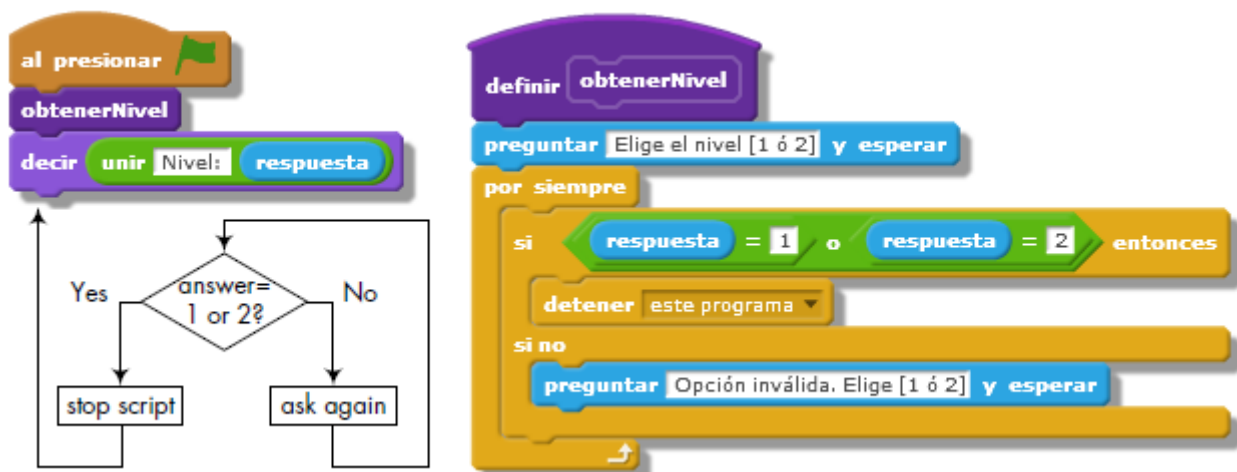 al presionar
obtenerNivel
decir unir Nivel: respuesta
Yes
answer=
1 or 2?
No
stop script
ask again
definir obtenerNivel
preguntar Elige el nivel [1 ó 2] y esperar
por siempre
si respuesta = 1 o respuesta = 2 entonces
detener este programa
si no
preguntar Opción inválida. Elige [1 ó 2] y esperar